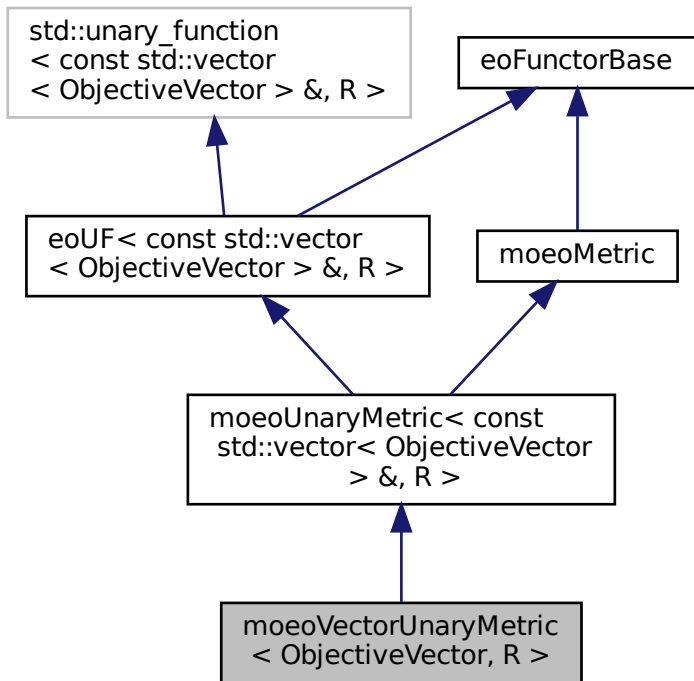 std::unary_function
< const std::vector
< ObjectiveVector > &, R >
eoFunctorBase
eoUF< const std::vector
< ObjectiveVector > &, R >
moeoMetric
moeoUnaryMetric< const
std::vector< ObjectiveVector
> &, R >
moeoVectorUnaryMetric
< ObjectiveVector, R >